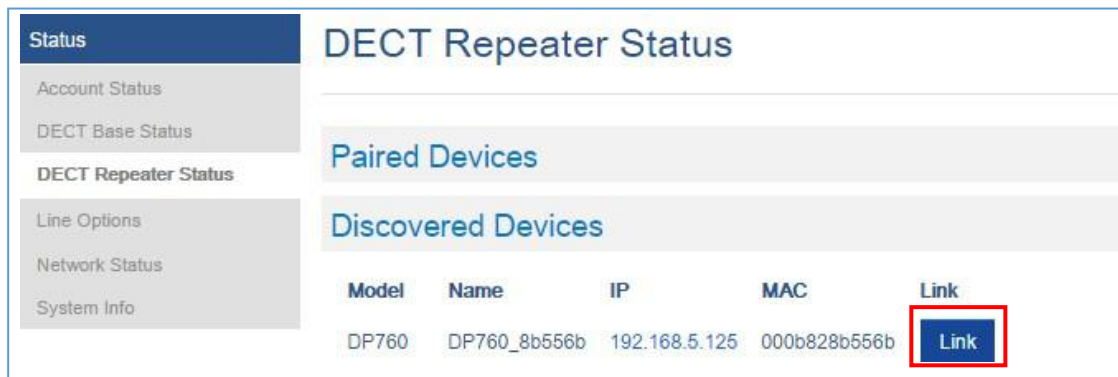 Status
Account Status
DECT Base Status
DECT Repeater Status
Line Options
Network Status
System Info
DECT Repeater Status
Paired Devices
Discovered Devices
Model Name IP MAC Link
DP760 DP760_8b556b 192.168.5.125 000b828b556b Link